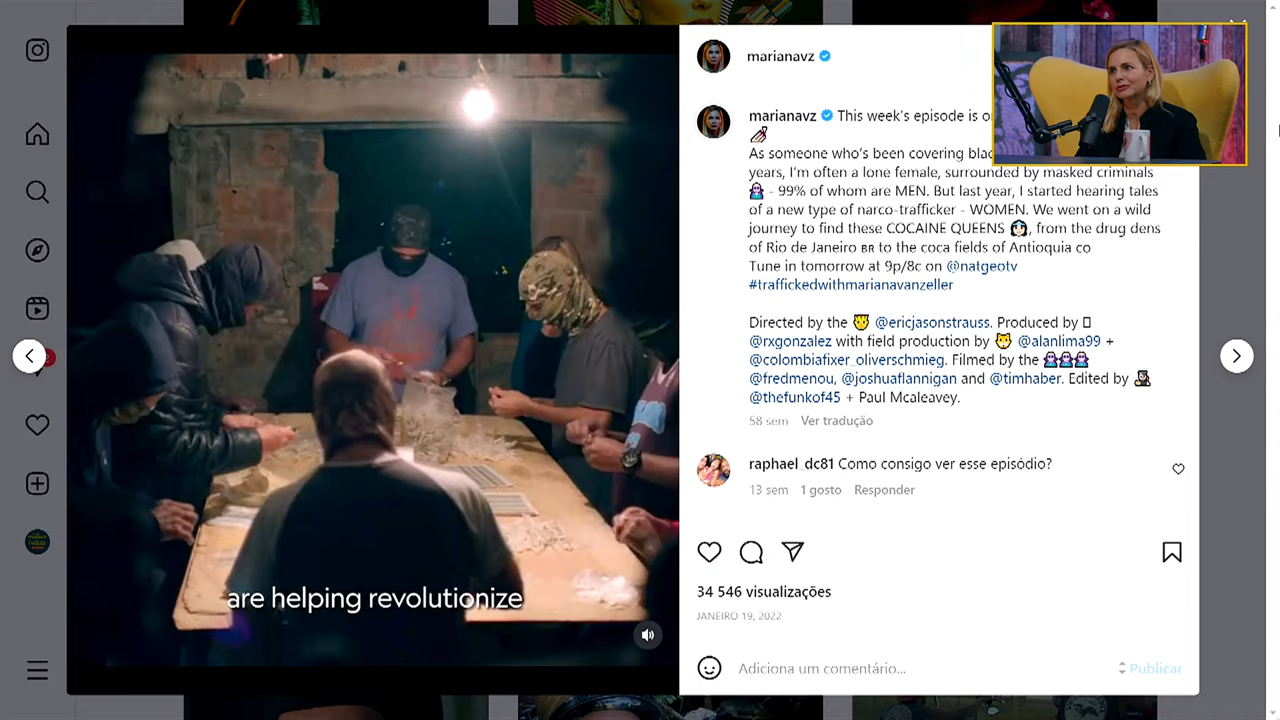 marianavz
marianavz This week's episode is o
As someone who's been covering blac
years, I'm often a lone female, surrounded by masked criminals
- 99% of whom are MEN. But last year, I started hearing tales
of a new type of narco-trafficker - WOMEN. We went on a wild
journey to find these COCAINE QUEENS , from the drug dens
of Rio de Janeiro BR to the coca fields of Antioquia co
Tune in tomorrow at 9p/8c on @natgeotv
#traffickedwithmarianavanzeller
Directed by the @ericjasonstrauss. Produced by
@rxgonzalez with field production by @alanlima99 +
@colombiafixer_oliverschmieg. Filmed by the
@fredmenou, @joshuaflannigan and @timhaber. Edited by
@thefunkof45 + Paul Mcaleavey.
58 sem Ver tradução
raphael_dc81 Como consigo ver esse episódio?
13 sem 1 gosto Responder
34 546 visualizações
JANEIRO 19, 2022
Adiciona um comentário...
Publicar
are helping revolutionize